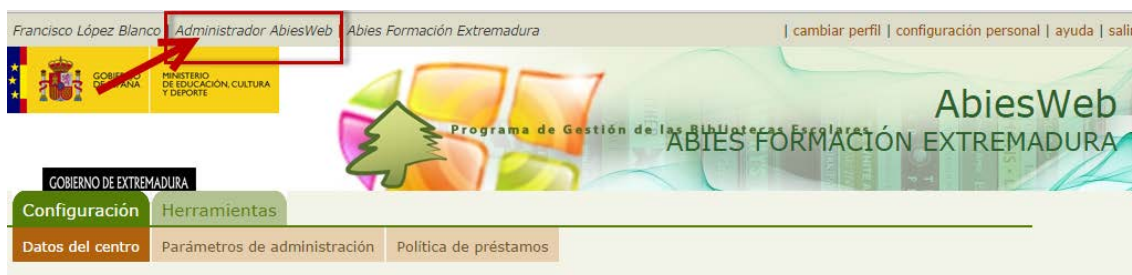 Francisco López Blanco | Administrador AbiesWeb | Abies Formación Extremadura
| cambiar perfil | configuración personal | ayuda | salir
GOBIERNO DE ESPAÑA
MINISTERIO DE EDUCACIÓN, CULTURA Y DEPORTE
AbiesWeb
Programa de Gestión de las Bibliotecas Escolares
ABIES FORMACIÓN EXTREMADURA
GOBIERNO DE EXTREMADURA
Configuración Herramientas
Datos del centro Parámetros de administración Política de préstamos